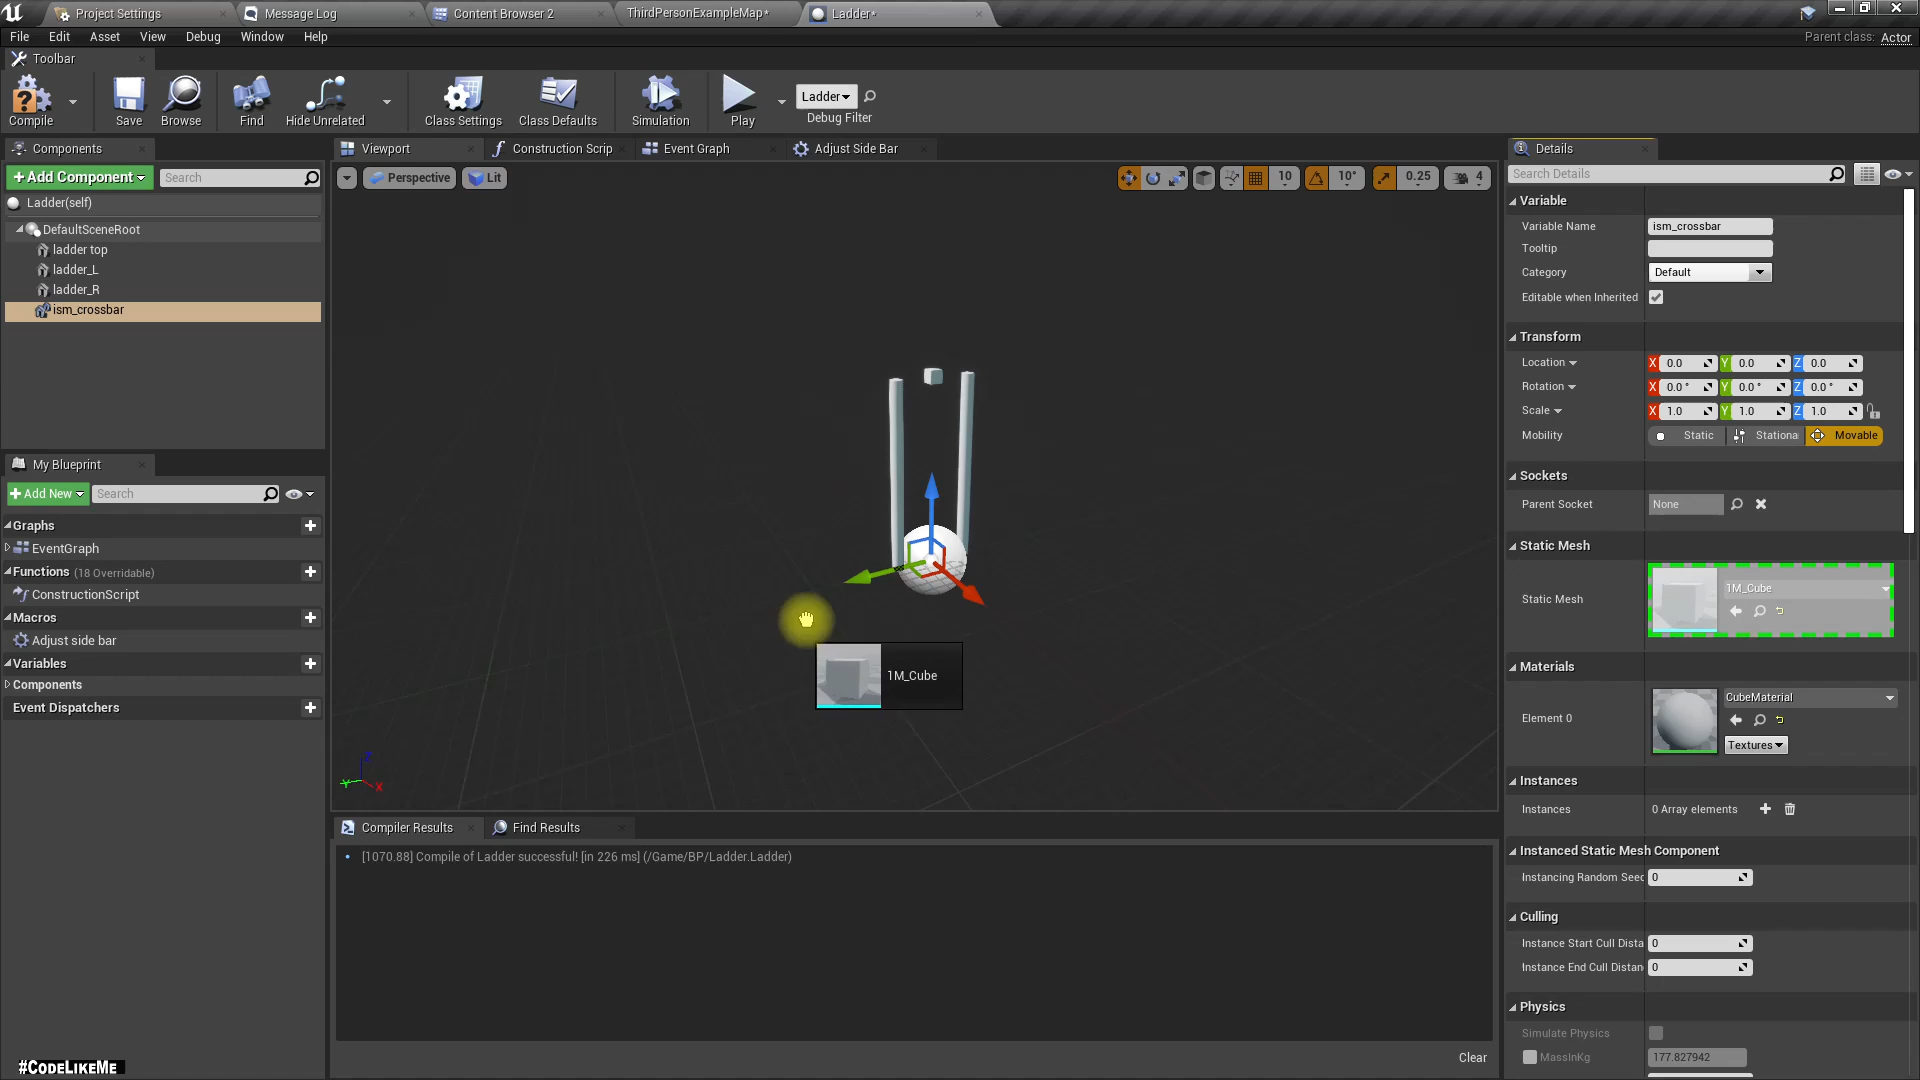 Project Settings
Message Log
Content Browser 2
ThirdPersonExampleMap*
Ladder*
File
Edit
Asset
View
Debug
Window
Help
Parent class:
Actor
Toolbar
Compile
Save
Browse
Find
Hide Unrelated
Class Settings
Class Defaults
Simulation
Play
Ladder
Debug Filter
Components
+Add Component
Search
Ladder(self)
DefaultSceneRoot
ladder top
ladder_L
ladder_R
ism_crossbar
My Blueprint
+Add New
Search
Graphs
EventGraph
Functions (18 Overridable)
ConstructionScript
Macros
Adjust side bar
Variables
Components
Event Dispatchers
#CODELIKEME
Viewport
Construction Scrip
Event Graph
Adjust Side Bar
Perspective
Lit
10
10°
0.25
4
1M_Cube
Z
Y
X
Compiler Results
Find Results
[1070.88] Compile of Ladder successful! [in 226 ms] (/Game/BP/Ladder.Ladder)
Clear
Details
Search Details
Variable
Variable Name
ism_crossbar
Tooltip
Category
Default
Editable when Inherited
Transform
Location
X 0.0 Y 0.0 Z 0.0
Rotation
X 0.0 ° Y 0.0 ° Z 0.0 °
Scale
X 1.0 Y 1.0 Z 1.0
Mobility
Static
Stationa
Movable
Sockets
Parent Socket
None
Static Mesh
Static Mesh
1M_Cube
Materials
Element 0
CubeMaterial
Textures
Instances
Instances
0 Array elements
Instanced Static Mesh Component
Instancing Random Seed
0
Culling
Instance Start Cull Dista
0
Instance End Cull Distan
0
Physics
Simulate Physics
MassInKg
177.827942